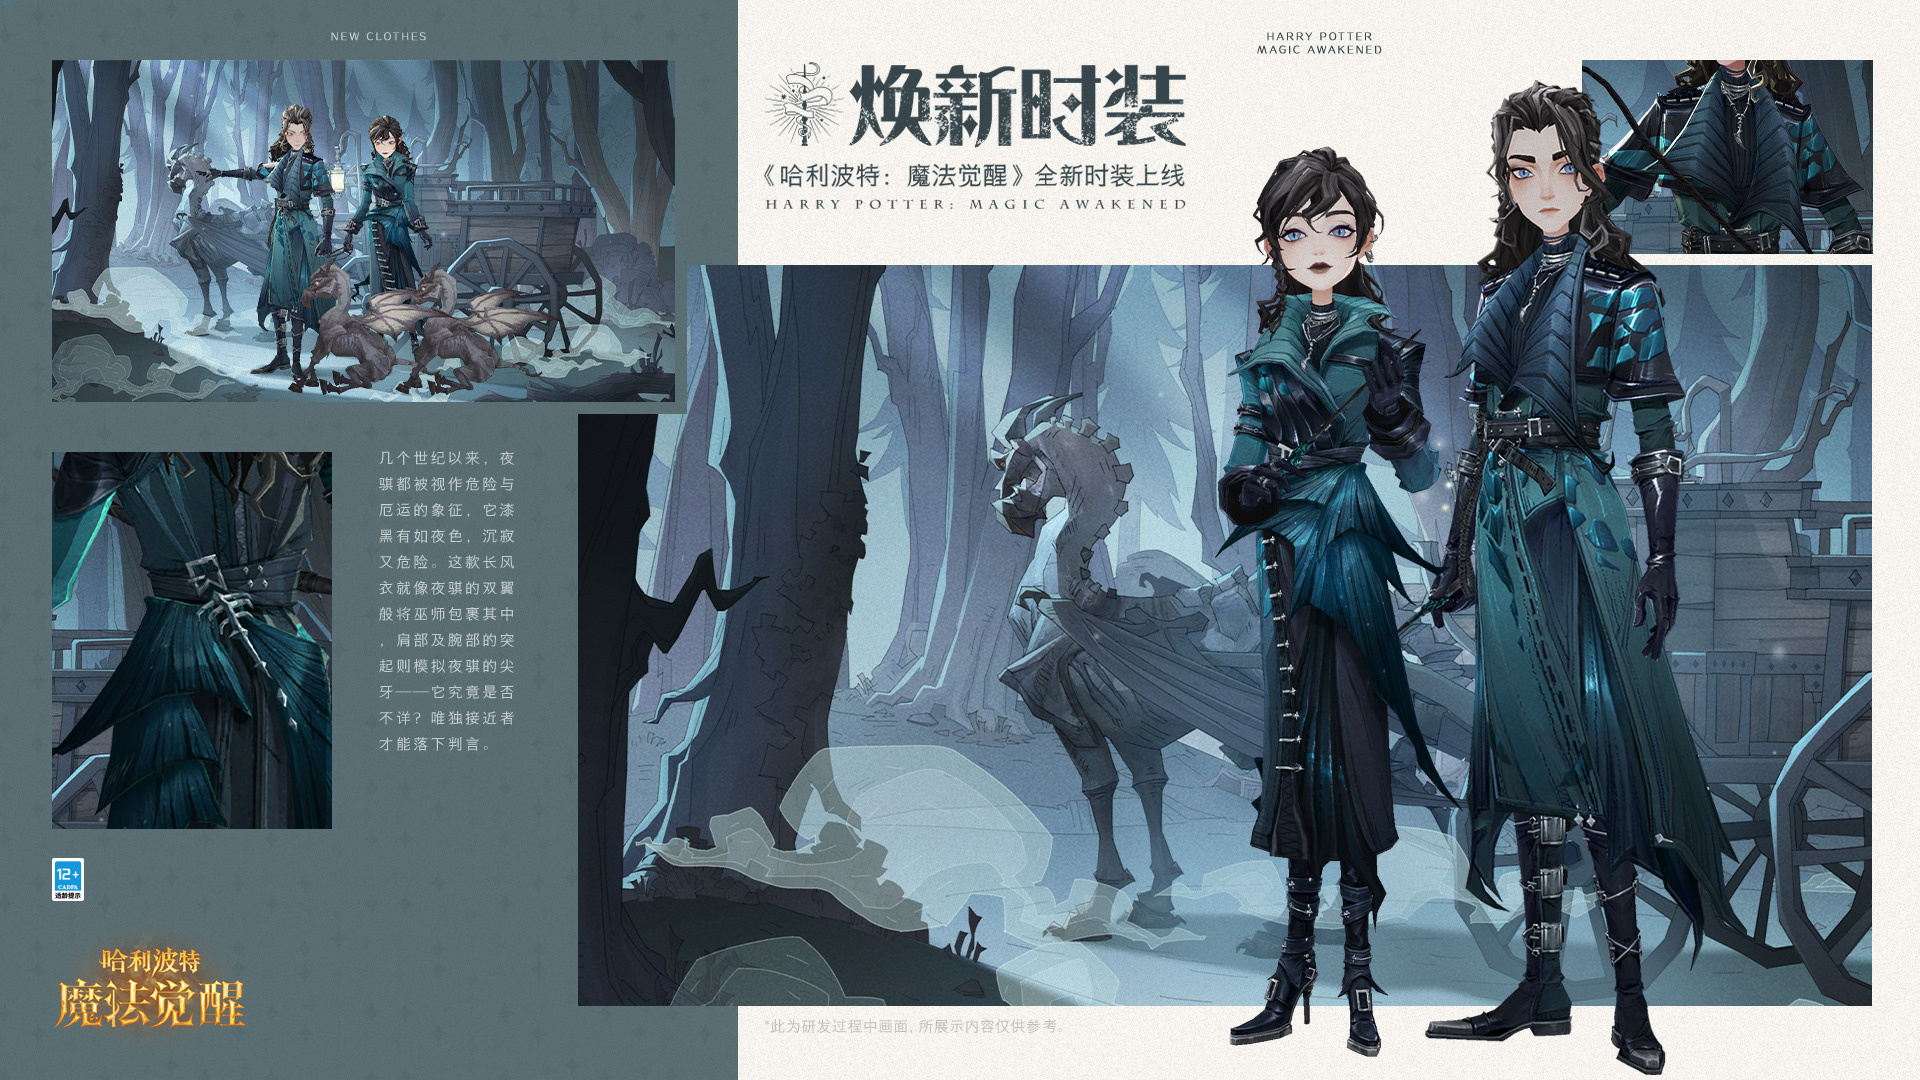 NEW CLOTHES
HARRY POTTER
MAGIC AWAKENED
焕新时装
《哈利波特：魔法觉醒》全新时装上线
HARRY POTTER: MAGIC AWAKENED
几个世纪以来，夜
骐都被视作危险与
厄运的象征，它漆
黑有如夜色，沉寂
又危险。这款长风
衣就像夜骐的双翼
般将巫师包裹其中
，肩部及腕部的突
起则模拟夜骐的尖
牙——它究竟是否
不详？唯独接近者
才能落下判言。
12+
CADPA
适龄提示
哈利波特
魔法觉醒
*此为研发过程中画面，所展示内容仅供参考。